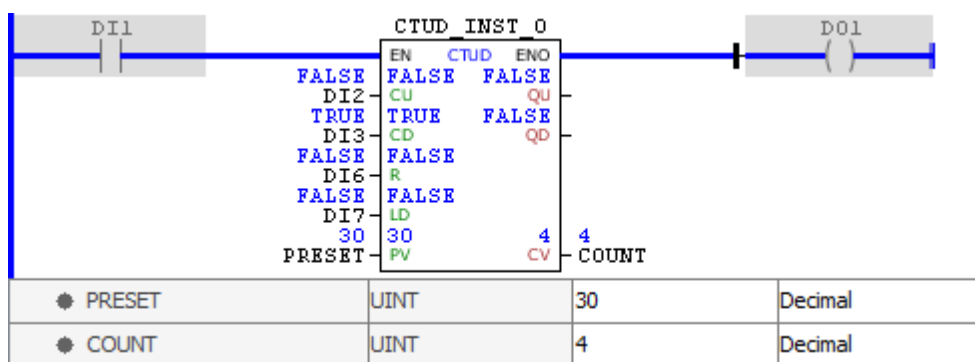 DI1 CTUD_INST_0 DO1
EN CTUD ENO
FALSE FALSE FALSE
DI2 CU QU
TRUE TRUE FALSE
DI3 CD QD
FALSE FALSE
DI6 R
FALSE FALSE
DI7 LD
30 30 4 4
PRESET PV CV COUNT
PRESET UINT 30 Decimal
COUNT UINT 4 Decimal